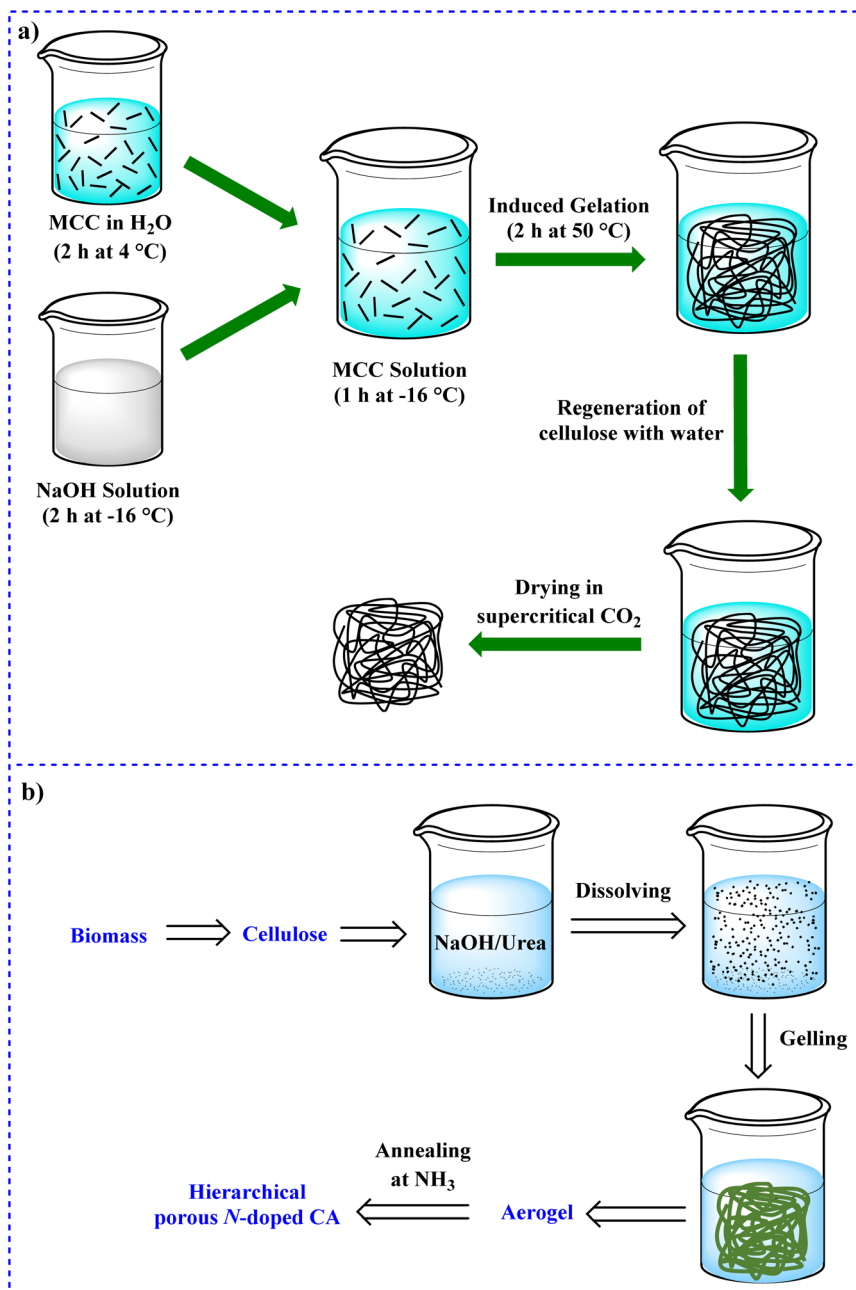 a)
MCC in H₂O
(2 h at 4 °C)
NaOH Solution
(2 h at -16 °C)
MCC Solution
(1 h at -16 °C)
Induced Gelation
(2 h at 50 °C)
Regeneration of
cellulose with water
Drying in
supercritical CO₂
b)
Biomass
Cellulose
NaOH/Urea
Dissolving
Gelling
Aerogel
Annealing
at NH₃
Hierarchical
porous N-doped CA